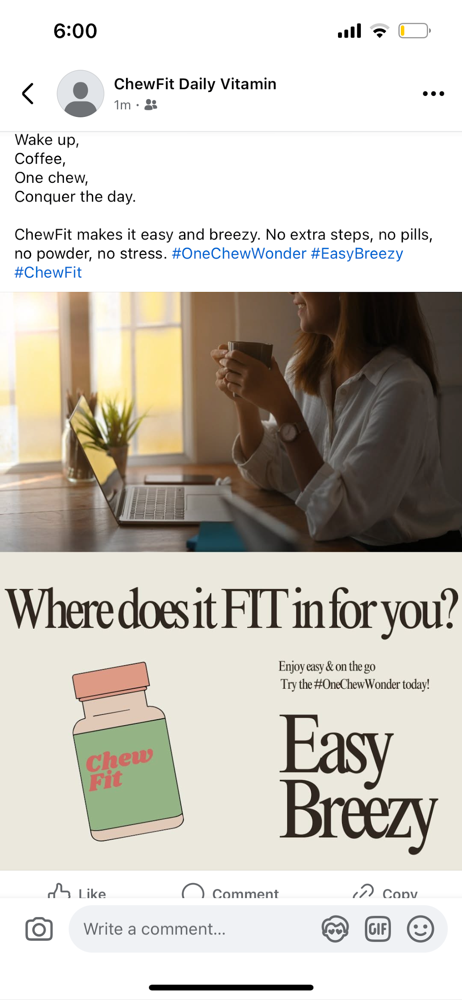 6:00
ChewFit Daily Vitamin
1m ·
Wake up,
Coffee,
One chew,
Conquer the day.
ChewFit makes it easy and breezy. No extra steps, no pills,
no powder, no stress. #OneChewWonder #EasyBreezy
#ChewFit
Where does it FIT in for you?
Enjoy easy & on the go
Try the #OneChewWonder today!
Easy
Breezy
Chew
Fit
Like Comment Copy
Write a comment...
GIF